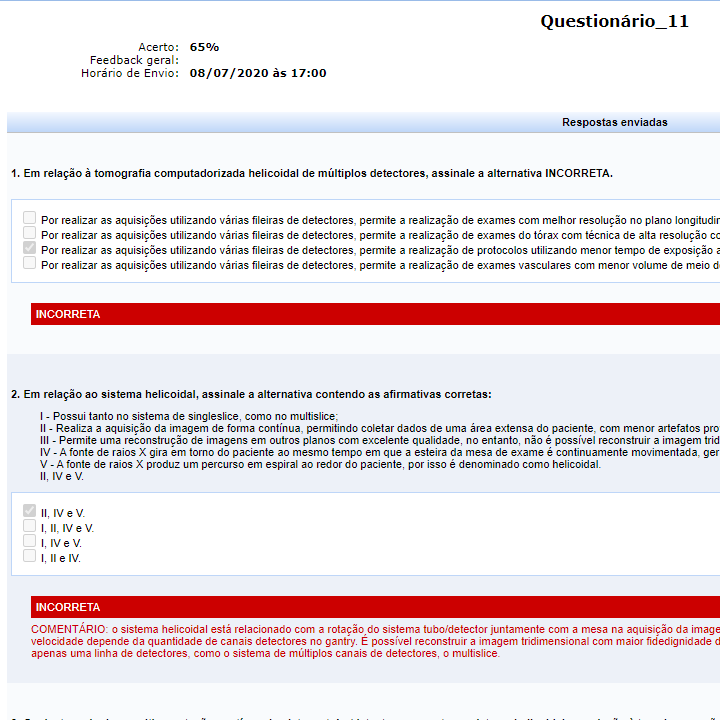 Questionário_11
Acerto: 65%
Feedback geral:
Horário de Envio: 08/07/2020 às 17:00
Respostas enviadas
1. Em relação à tomografia computadorizada helicoidal de múltiplos detectores, assinale a alternativa INCORRETA.
Por realizar as aquisições utilizando várias fileiras de detectores, permite a realização de exames com melhor resolução no plano longitudin
Por realizar as aquisições utilizando várias fileiras de detectores, permite a realização de exames do tórax com técnica de alta resolução co
Por realizar as aquisições utilizando várias fileiras de detectores, permite a realização de protocolos utilizando menor tempo de exposição a
Por realizar as aquisições utilizando várias fileiras de detectores, permite a realização de exames vasculares com menor volume de meio d
INCORRETA
2. Em relação ao sistema helicoidal, assinale a alternativa contendo as afirmativas corretas:
I - Possui tanto no sistema de singleslice, como no multislice;
II - Realiza a aquisição da imagem de forma contínua, permitindo coletar dados de uma área extensa do paciente, com menor artefatos pro
III - Permite uma reconstrução de imagens em outros planos com excelente qualidade, no entanto, não é possível reconstruir a imagem trid
IV - A fonte de raios X gira em torno do paciente ao mesmo tempo em que a esteira da mesa de exame é continuamente movimentada, ger
V - A fonte de raios X produz um percurso em espiral ao redor do paciente, por isso é denominado como helicoidal.
II, IV e V.
II, IV e V.
I, II, IV e V.
I, IV e V.
I, II e IV.
INCORRETA
COMENTÁRIO: o sistema helicoidal está relacionado com a rotação do sistema tubo/detector juntamente com a mesa na aquisição da image
velocidade depende da quantidade de canais detectores no gantry. É possível reconstruir a imagem tridimensional com maior fidedignidade d
apenas uma linha de detectores, como o sistema de múltiplos canais de detectores, o multislice.